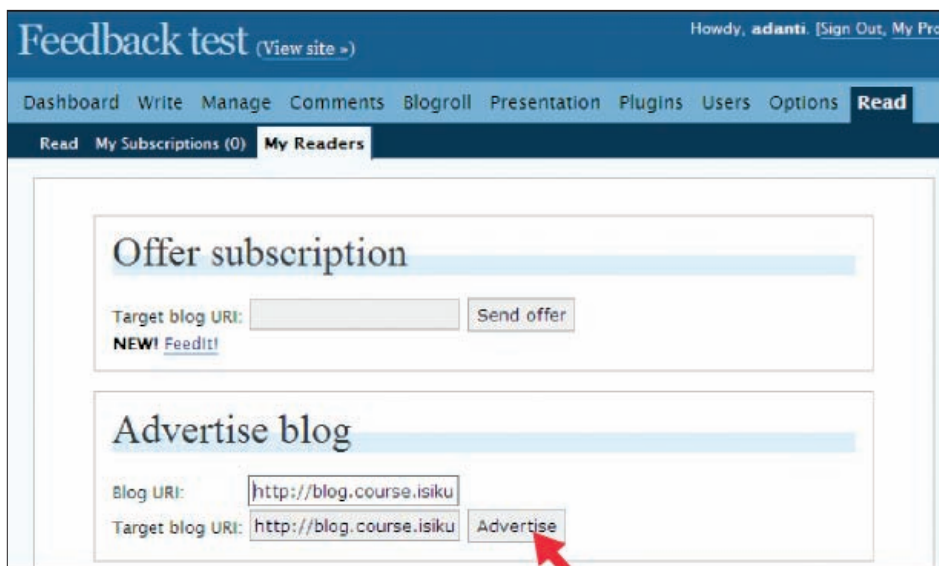 Feedback test (View site »)
Howdy, adanti. [Sign Out, My Pro
Dashboard Write Manage Comments Blogroll Presentation Plugins Users Options Read
Read My Subscriptions (0) My Readers
Offer subscription
Target blog URI: Send offer
NEW! FeedIt!
Advertise blog
Blog URI: http://blog.course.isiku
Target blog URI: http://blog.course.isiku Advertise